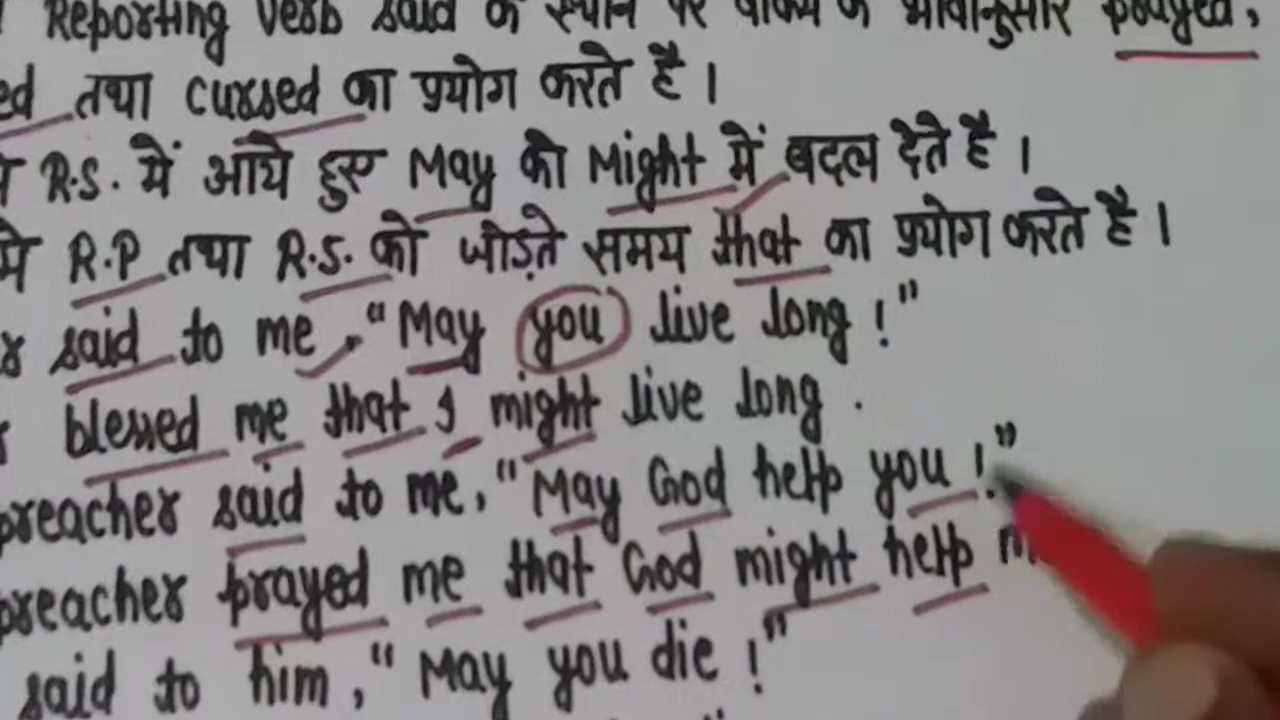 Reporting Verb said के स्थान पर वाक्य के भावानुसार prayed,
ed तथा cursed का प्रयोग करते है।
R.S. में आये हुए May को Might में बदल देते है।
मे R.P तथा R.S. को जोड़ते समय that का प्रयोग करते है।
said to me, "May you live long!"
blessed me that I might live long.
preacher said to me, "May God help you!"
preacher prayed me that God might help
said to him, "May you die!"